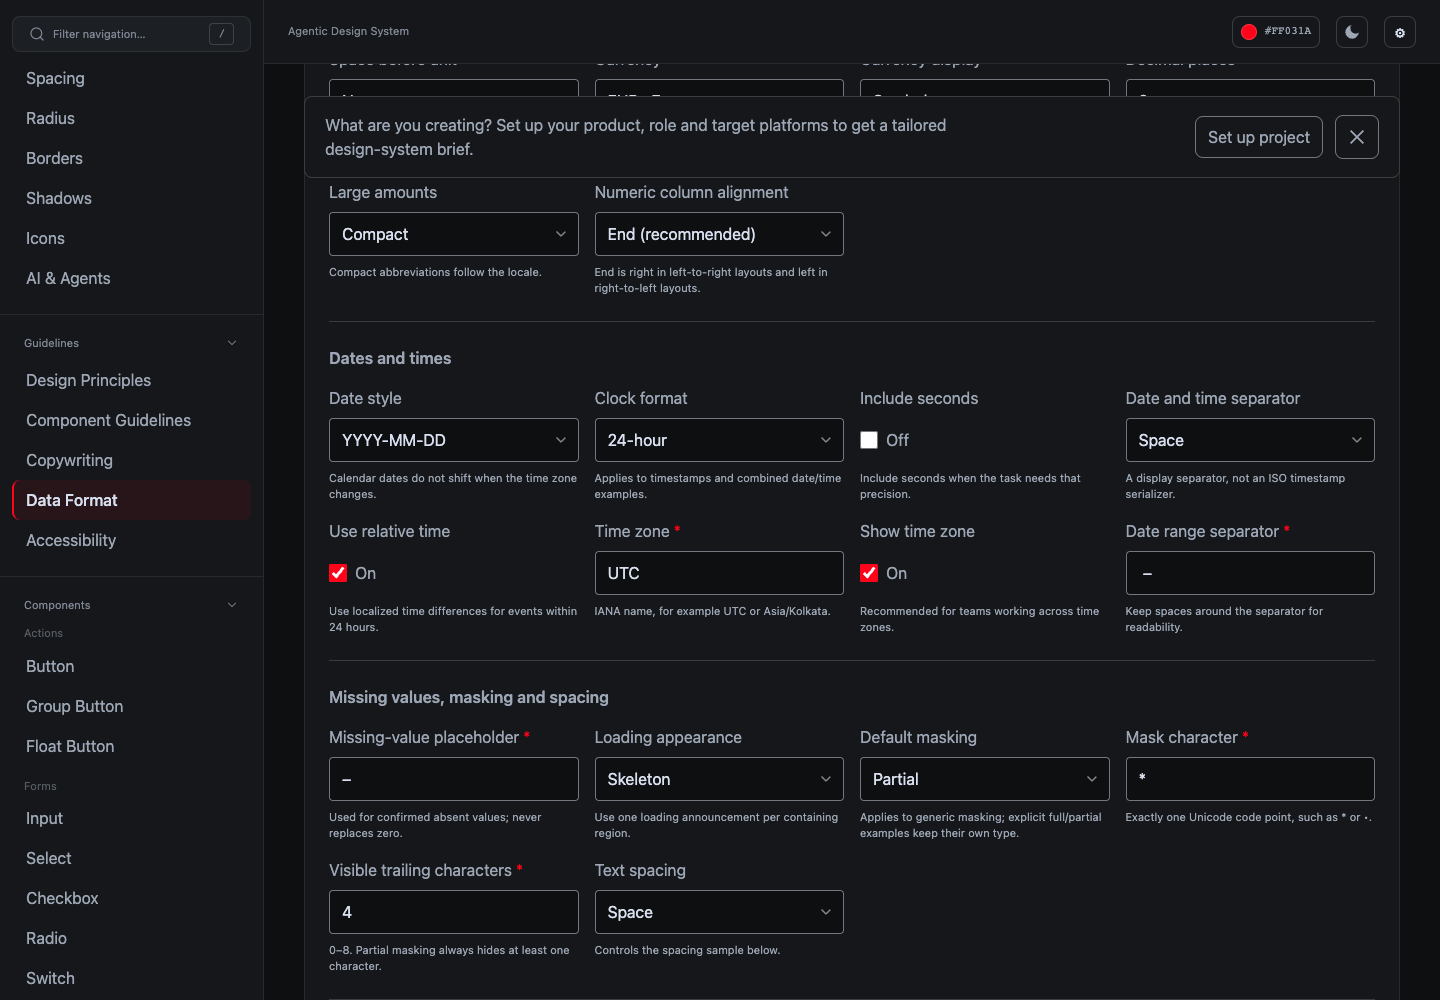 Filter navigation...
/
Spacing
Radius
Borders
Shadows
Icons
AI & Agents
Guidelines
Design Principles
Component Guidelines
Copywriting
Data Format
Accessibility
Components
Actions
Button
Group Button
Float Button
Forms
Input
Select
Checkbox
Radio
Switch
Agentic Design System
#FF031A
What are you creating? Set up your product, role and target platforms to get a tailored
design-system brief.
Set up project
Large amounts
Compact
Compact abbreviations follow the locale.
Numeric column alignment
End (recommended)
End is right in left-to-right layouts and left in
right-to-left layouts.
Dates and times
Date style
YYYY-MM-DD
Calendar dates do not shift when the time zone
changes.
Clock format
24-hour
Applies to timestamps and combined date/time
examples.
Include seconds
Off
Include seconds when the task needs that
precision.
Date and time separator
Space
A display separator, not an ISO timestamp
serializer.
Use relative time
On
Use localized time differences for events within
24 hours.
Time zone *
UTC
IANA name, for example UTC or Asia/Kolkata.
Show time zone
On
Recommended for teams working across time
zones.
Date range separator *
–
Keep spaces around the separator for
readability.
Missing values, masking and spacing
Missing-value placeholder *
–
Used for confirmed absent values; never
replaces zero.
Loading appearance
Skeleton
Use one loading announcement per containing
region.
Default masking
Partial
Applies to generic masking; explicit full/partial
examples keep their own type.
Mask character *
*
Exactly one Unicode code point, such as * or •.
Visible trailing characters *
4
0–8. Partial masking always hides at least one
character.
Text spacing
Space
Controls the spacing sample below.